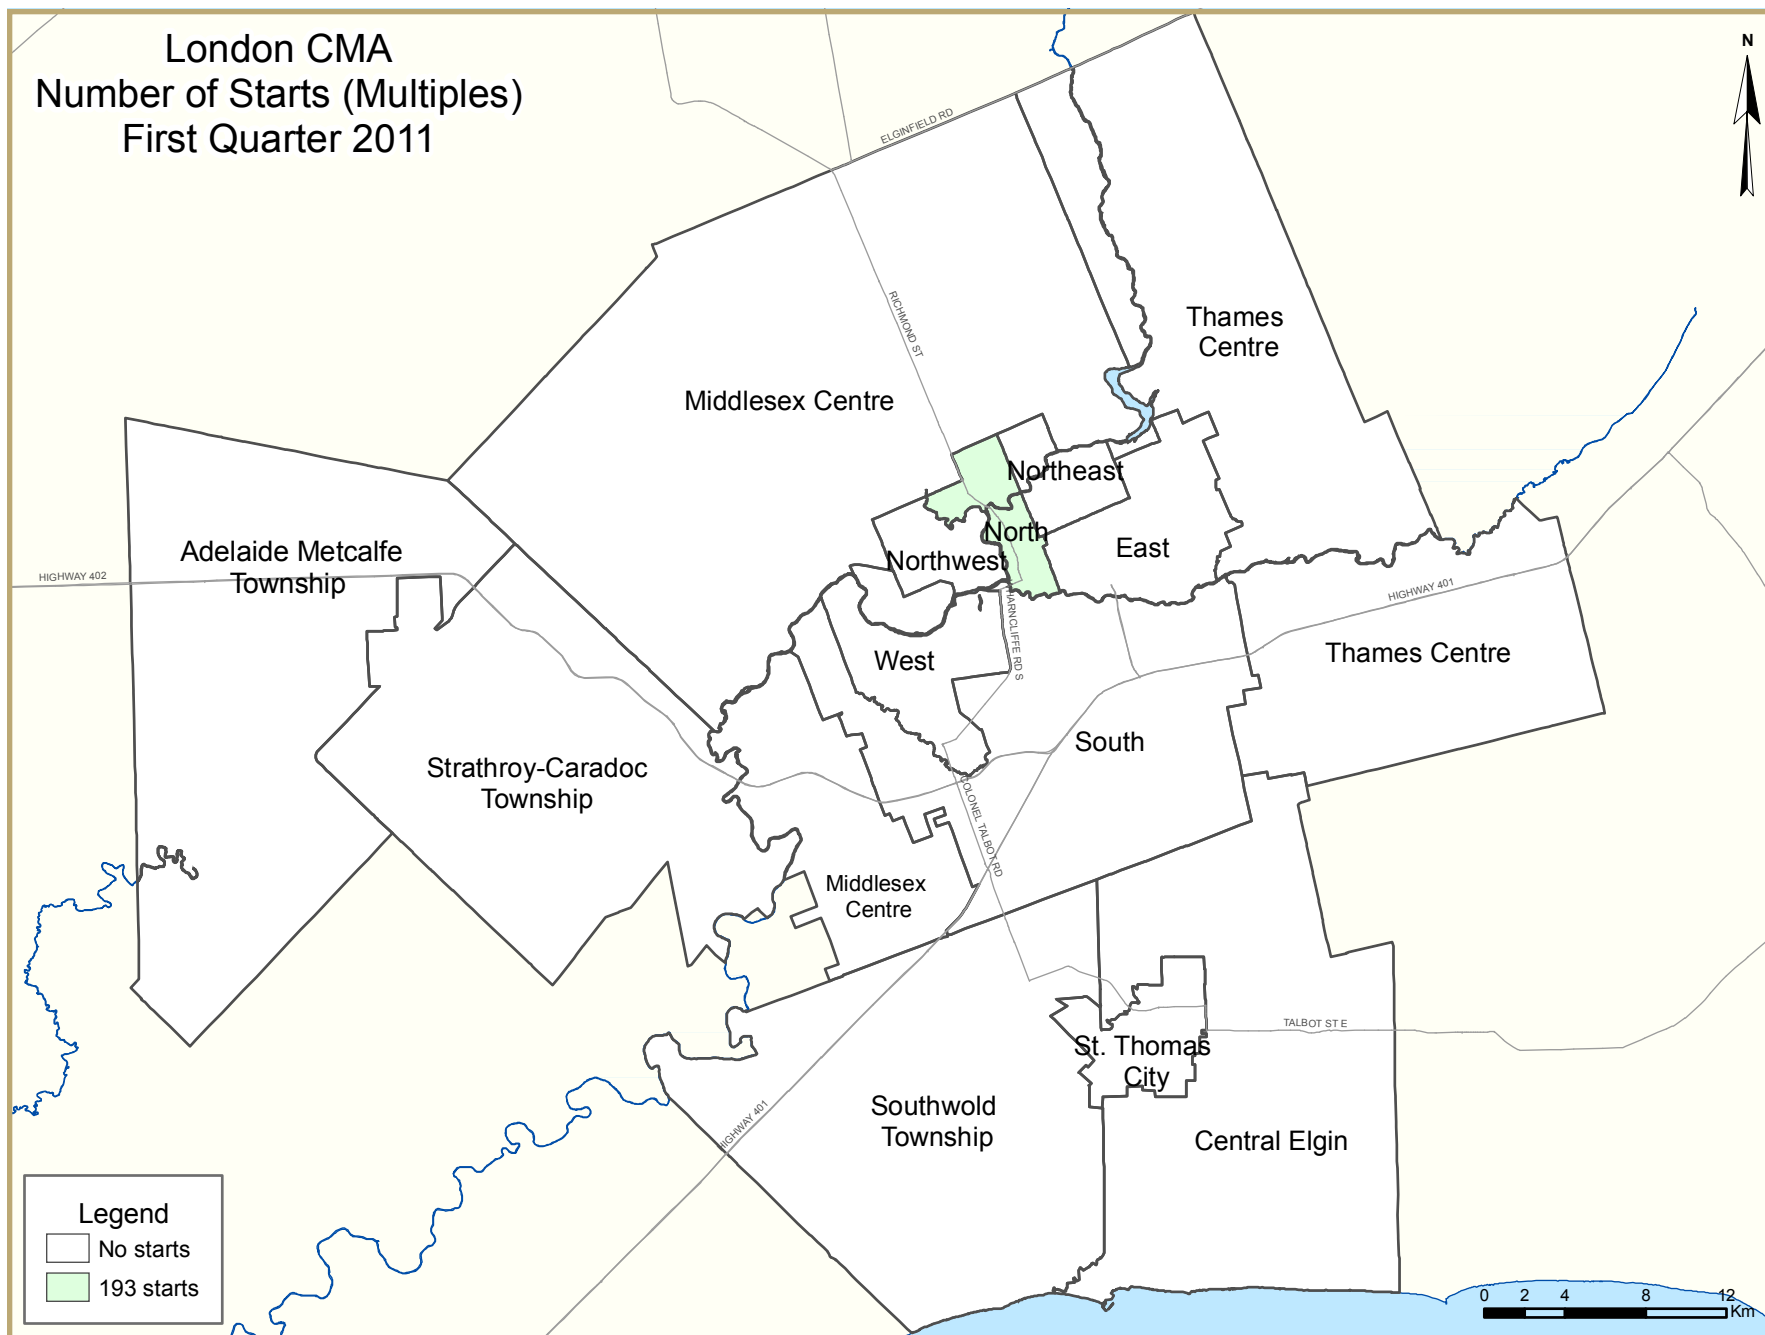 London CMA
Number of Starts (Multiples)
First Quarter 2011
N
ELGINFIELD RD
RICHMOND ST
Thames
Centre
Middlesex Centre
Northeast
North
East
Northwest
Adelaide Metcalfe
Township
HIGHWAY 402
HIGHWAY 401
WHARNCLIFFE RD S
West
Thames Centre
South
Strathroy-Caradoc
Township
COLONEL TALBOT RD
Middlesex
Centre
TALBOT ST E
St. Thomas
City
Southwold
Township
HIGHWAY 401
Central Elgin
Legend
No starts
193 starts
0 2 4 8 12
Km